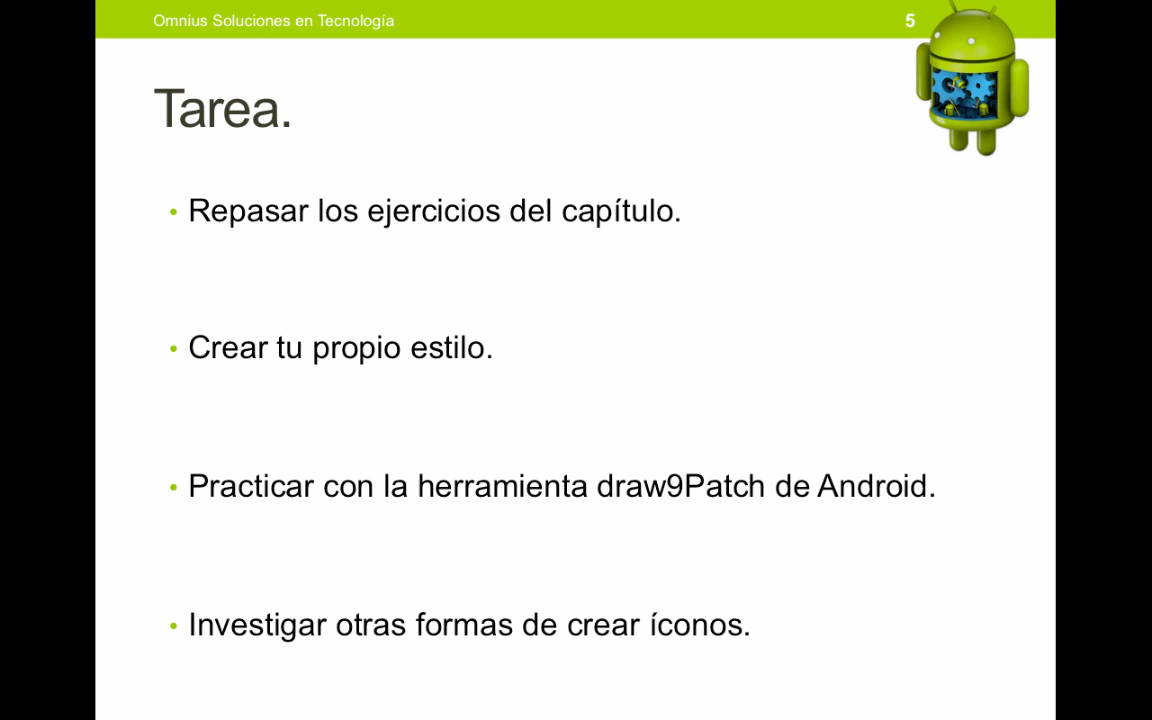 Omnius Soluciones en Tecnología
5
Tarea.
• Repasar los ejercicios del capítulo.
• Crear tu propio estilo.
• Practicar con la herramienta draw9Patch de Android.
• Investigar otras formas de crear íconos.